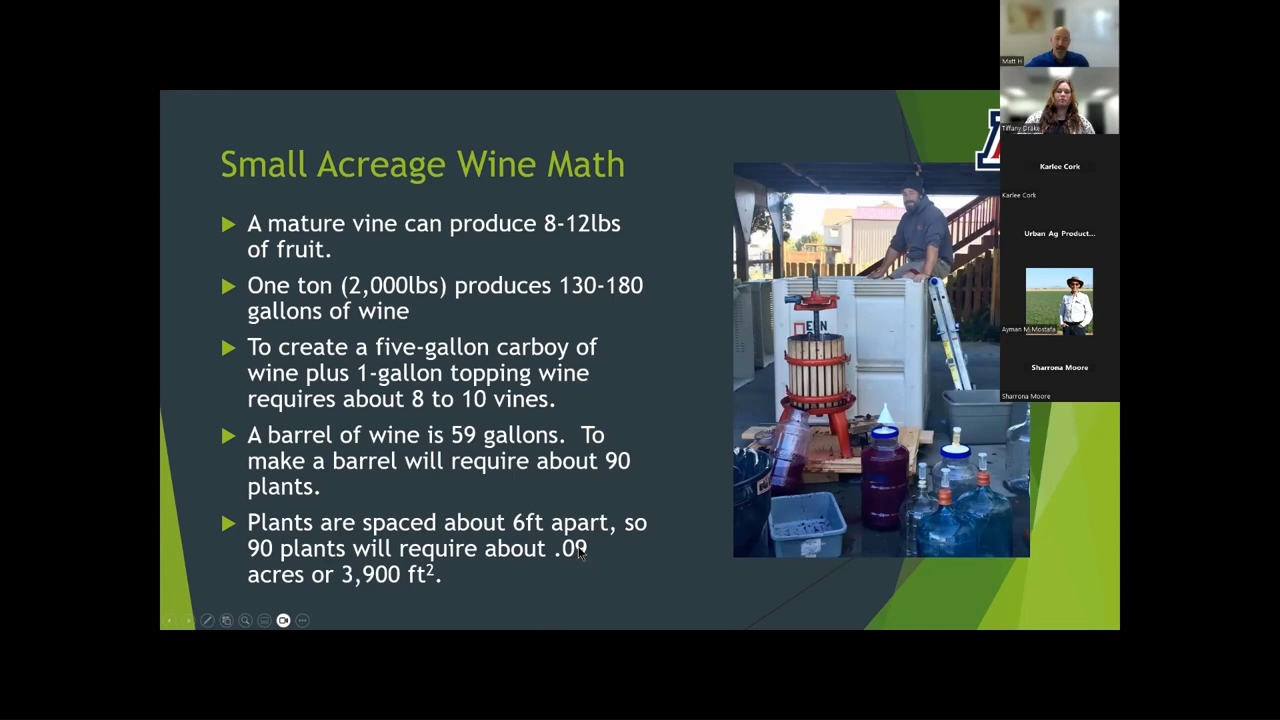 Matt H
Tiffany Drake
Karlee Cork
Karlee Cork
Urban Ag Product...
Ayman M Mostafa
Sharrona Moore
Sharrona Moore
Small Acreage Wine Math
A mature vine can produce 8-12lbs
of fruit.
One ton (2,000lbs) produces 130-180
gallons of wine
To create a five-gallon carboy of
wine plus 1-gallon topping wine
requires about 8 to 10 vines.
A barrel of wine is 59 gallons. To
make a barrel will require about 90
plants.
Plants are spaced about 6ft apart, so
90 plants will require about .09
acres or 3,900 ft².